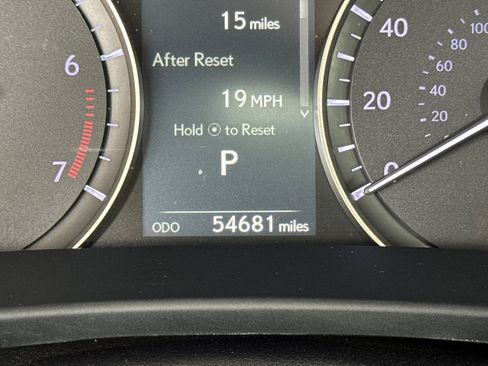 15 miles
After Reset
19 MPH
Hold ⊙ to Reset
P
ODO 54681 miles
6
7
40
20
0
100
80
60
40
20